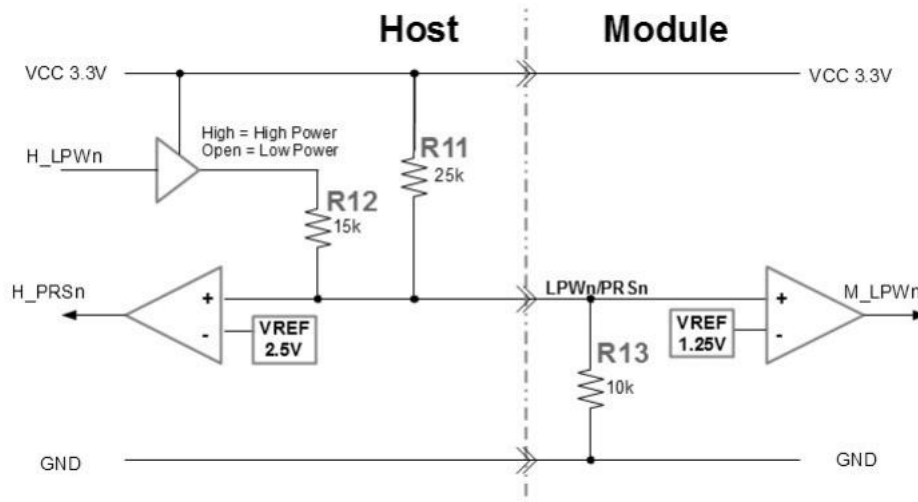 Host
Module
VCC 3.3V
VCC 3.3V
High = High Power
Open = Low Power
H_LPWn
R11
25k
R12
15k
H_PRSn
LPWn/PRSn
M_LPWn
+
-
VREF
2.5V
+
-
VREF
1.25V
R13
10k
GND
GND